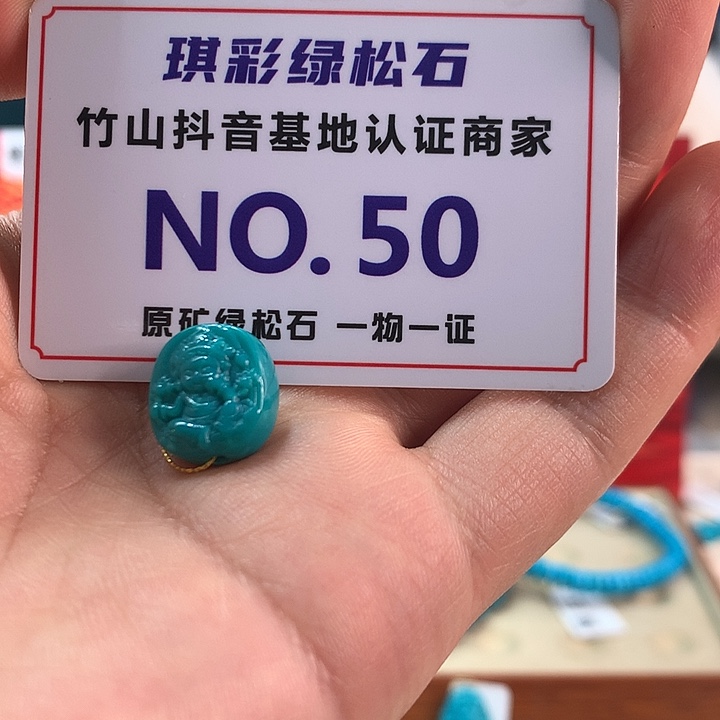 琪彩绿松石
竹山抖音基地认证商家
NO. 50
原矿绿松石 一物一证